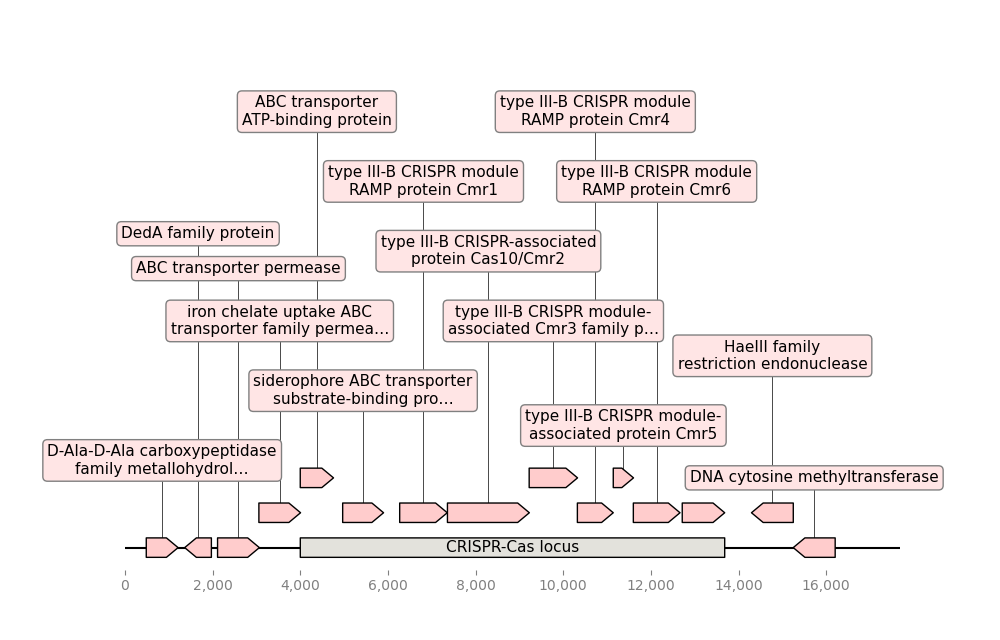 ABC transporter
ATP-binding protein
type III-B CRISPR module
RAMP protein Cmr4
type III-B CRISPR module
RAMP protein Cmr1
type III-B CRISPR module
RAMP protein Cmr6
DedA family protein
type III-B CRISPR-associated
protein Cas10/Cmr2
ABC transporter permease
iron chelate uptake ABC
transporter family permea…
type III-B CRISPR module-
associated Cmr3 family p…
HaeIII family
restriction endonuclease
siderophore ABC transporter
substrate-binding pro…
type III-B CRISPR module-
associated protein Cmr5
D-Ala-D-Ala carboxypeptidase
family metallohydrol…
DNA cytosine methyltransferase
CRISPR-Cas locus
0 2,000 4,000 6,000 8,000 10,000 12,000 14,000 16,000